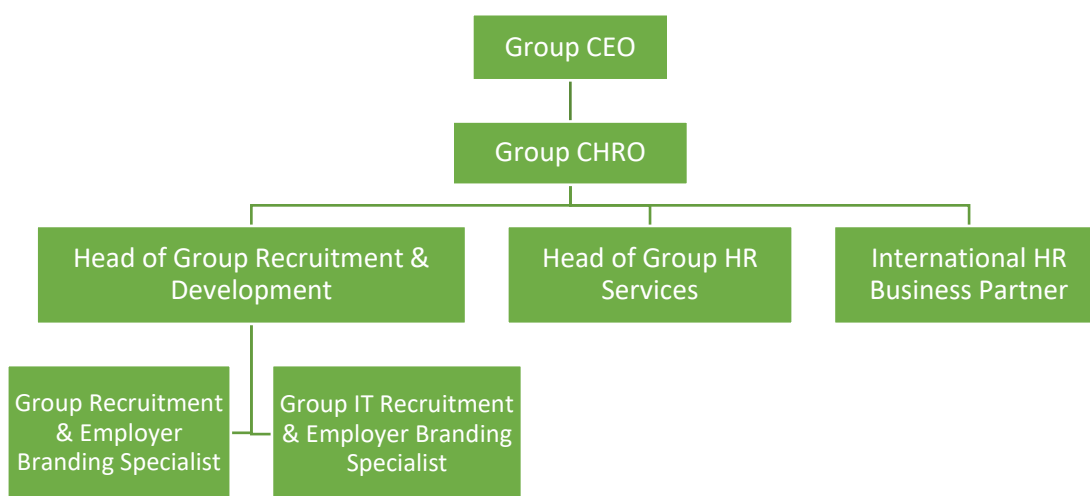 Group CEO
Group CHRO
Head of Group Recruitment &
Development
Head of Group HR
Services
International HR
Business Partner
Group Recruitment
& Employer
Branding Specialist
Group IT Recruitment
& Employer Branding
Specialist